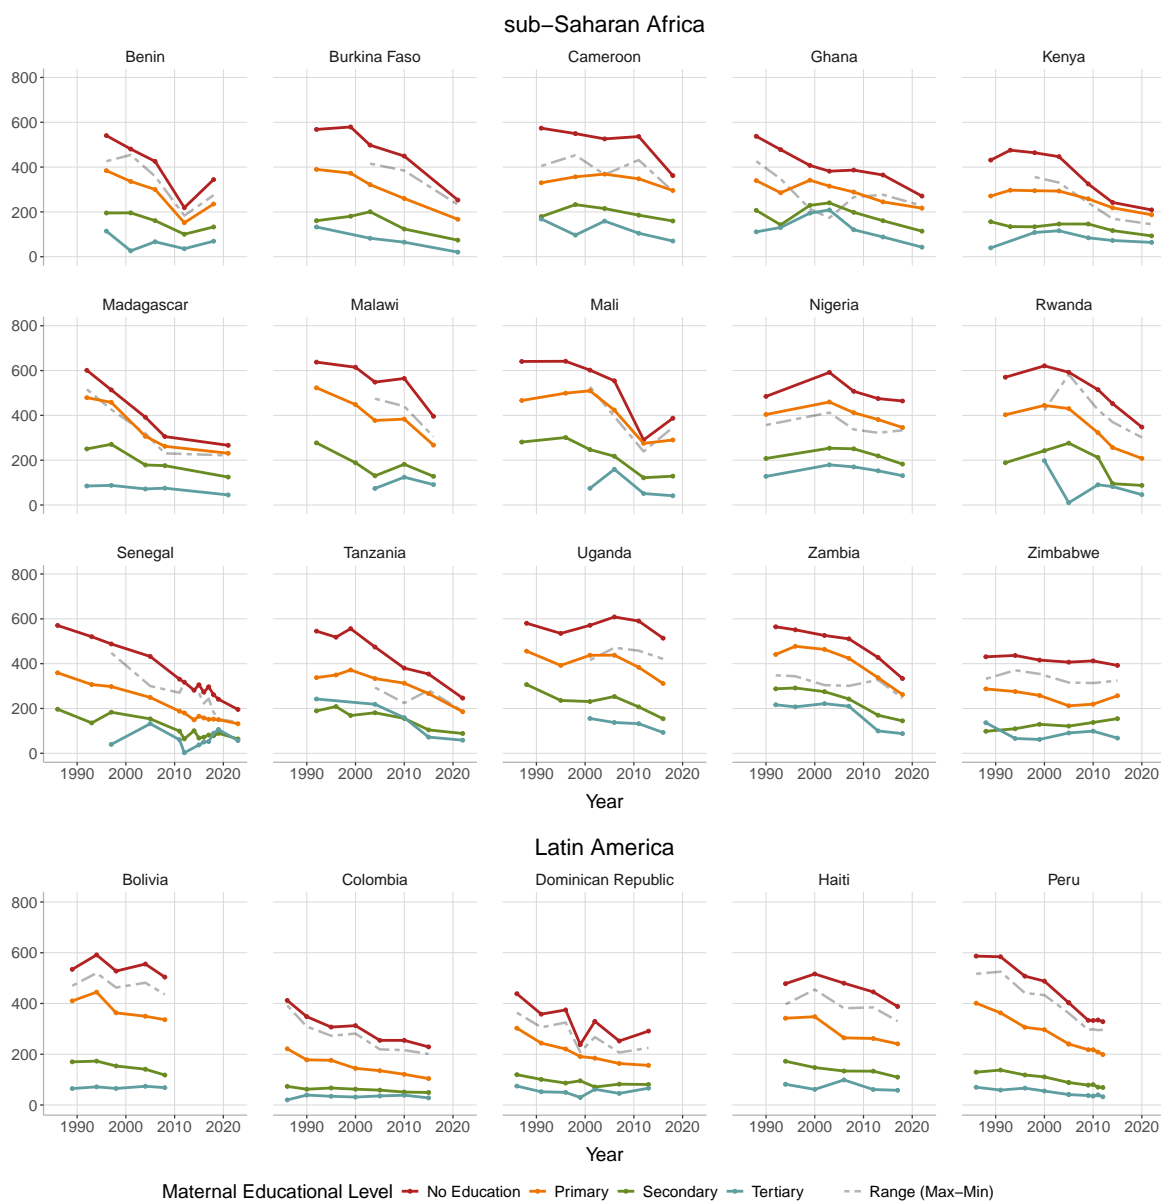 sub−Saharan Africa
Benin Burkina Faso Cameroon Ghana Kenya
800
600
400
200
0
Madagascar Malawi Mali Nigeria Rwanda
800
600
400
200
0
Senegal Tanzania Uganda Zambia Zimbabwe
800
600
400
200
0
1990 2000 2010 2020 1990 2000 2010 2020 1990 2000 2010 2020 1990 2000 2010 2020 1990 2000 2010 2020
Year
Latin America
Bolivia Colombia Dominican Republic Haiti Peru
800
600
400
200
0
1990 2000 2010 2020 1990 2000 2010 2020 1990 2000 2010 2020 1990 2000 2010 2020 1990 2000 2010 2020
Year
Maternal Educational Level No Education Primary Secondary Tertiary Range (Max−Min)